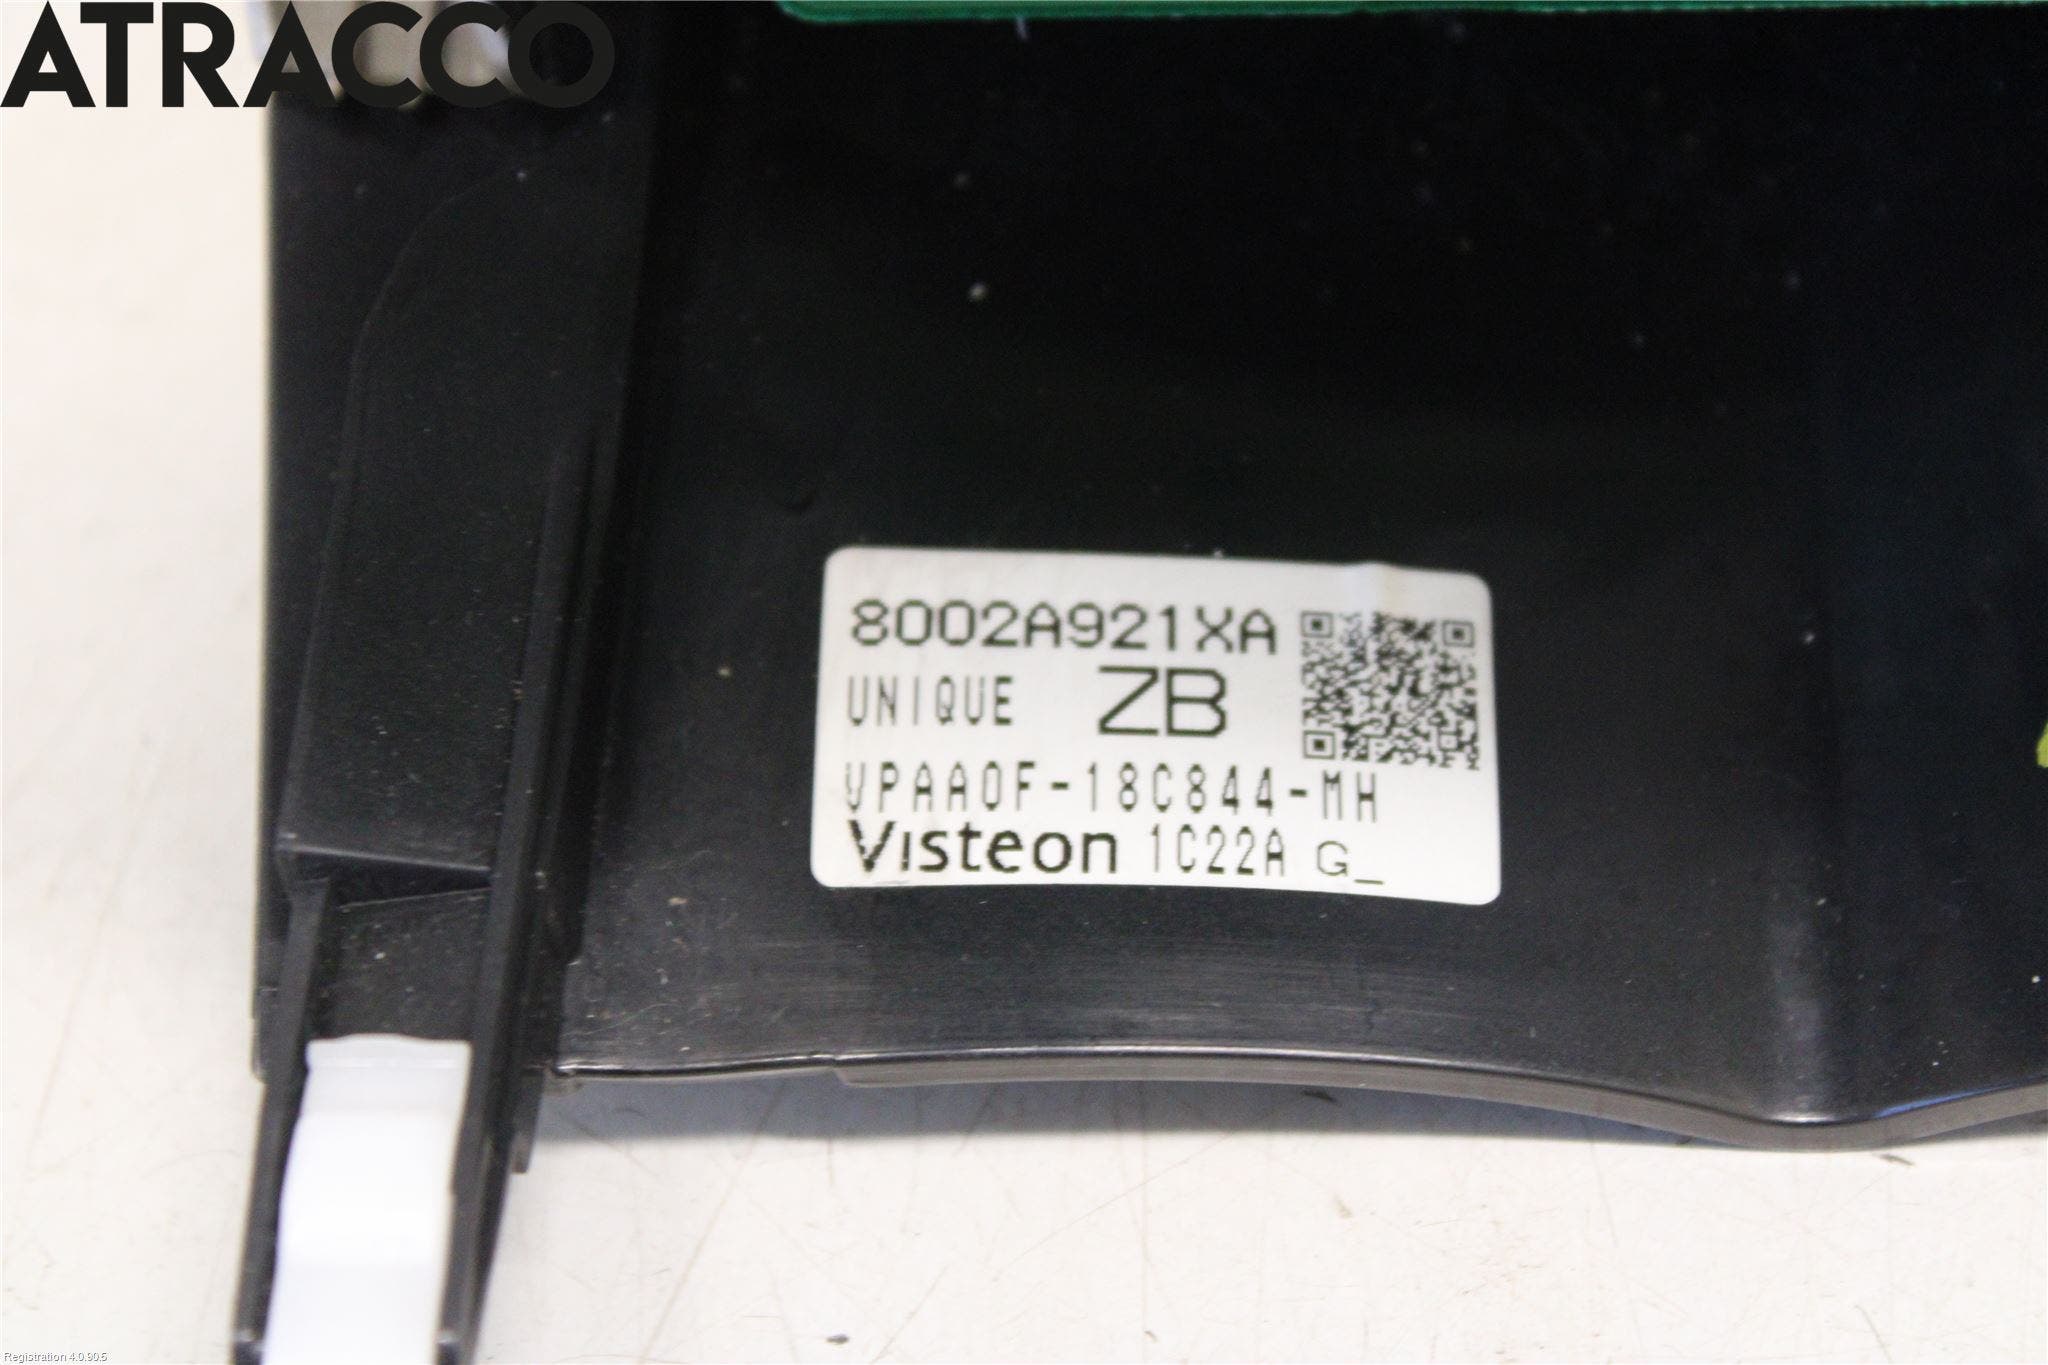 ATRACCO
8002A921XA
UNIQUE ZB
VPAA0F-18C844-MH
Visteon 1C22A G_
Registration 4.0.90.5